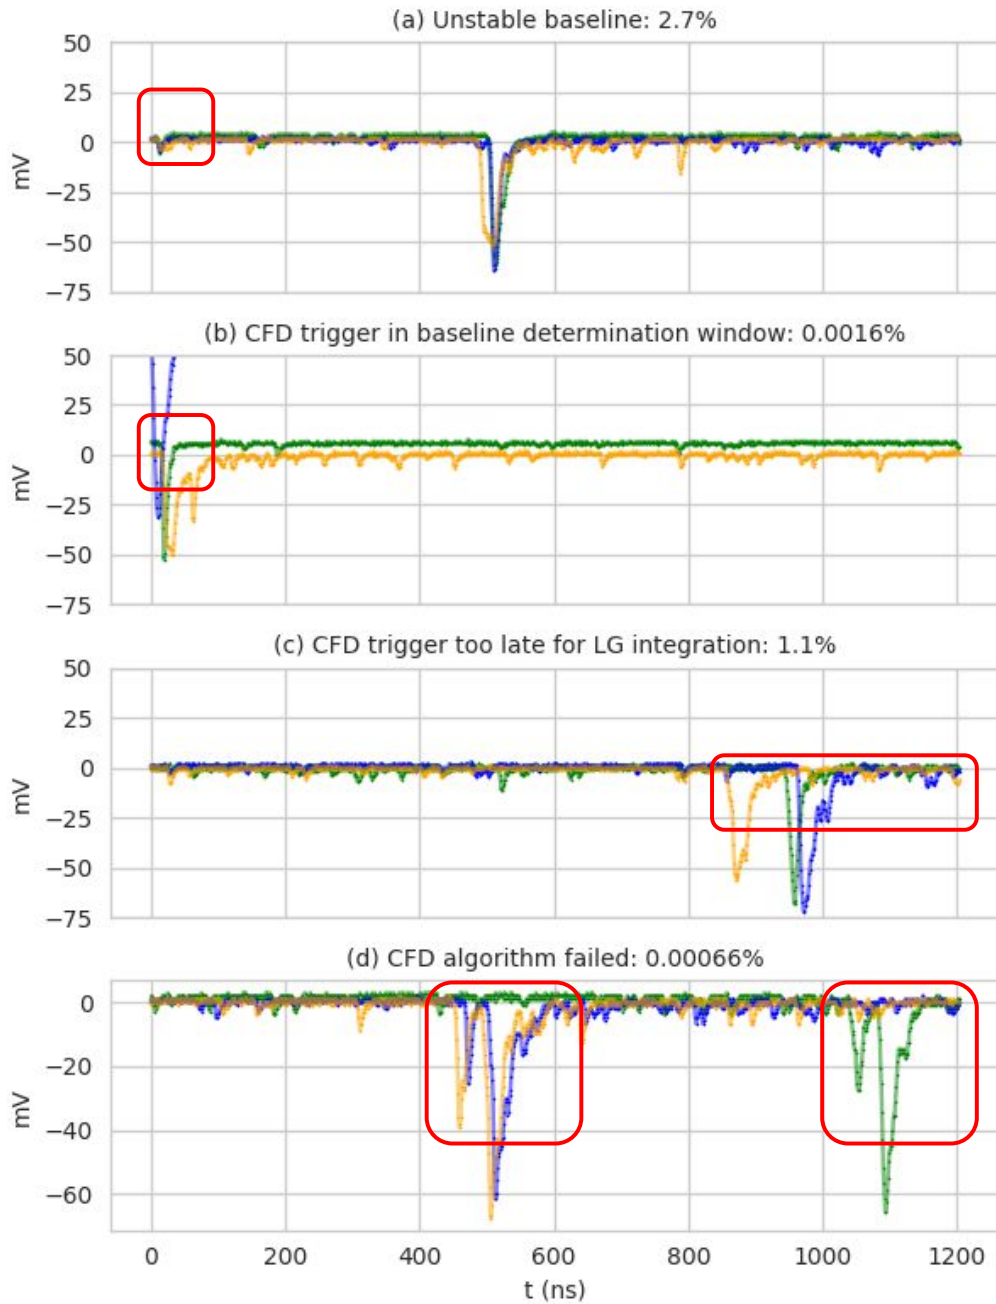 (a) Unstable baseline: 2.7%
50
25
0
−25
−50
−75
mV
(b) CFD trigger in baseline determination window: 0.0016%
50
25
0
−25
−50
−75
mV
(c) CFD trigger too late for LG integration: 1.1%
50
25
0
−25
−50
−75
mV
(d) CFD algorithm failed: 0.00066%
0
−20
−40
−60
mV
0 200 400 600 800 1000 1200
t (ns)